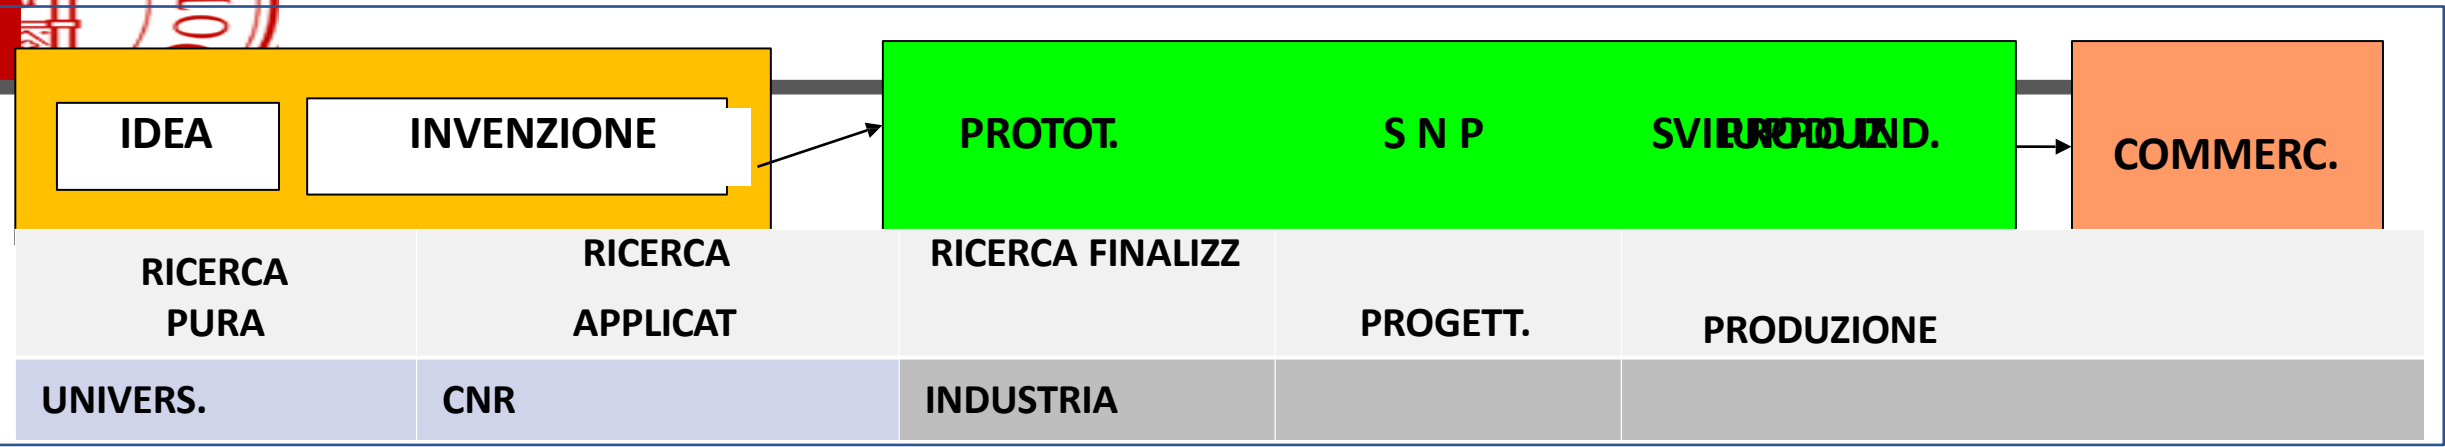 IDEA
INVENZIONE
PROTOT.
S N P
COMMERC.
RICERCA
PURA
RICERCA
APPLICAT
RICERCA FINALIZZ
PROGETT.
PRODUZIONE
UNIVERS.
CNR
INDUSTRIA